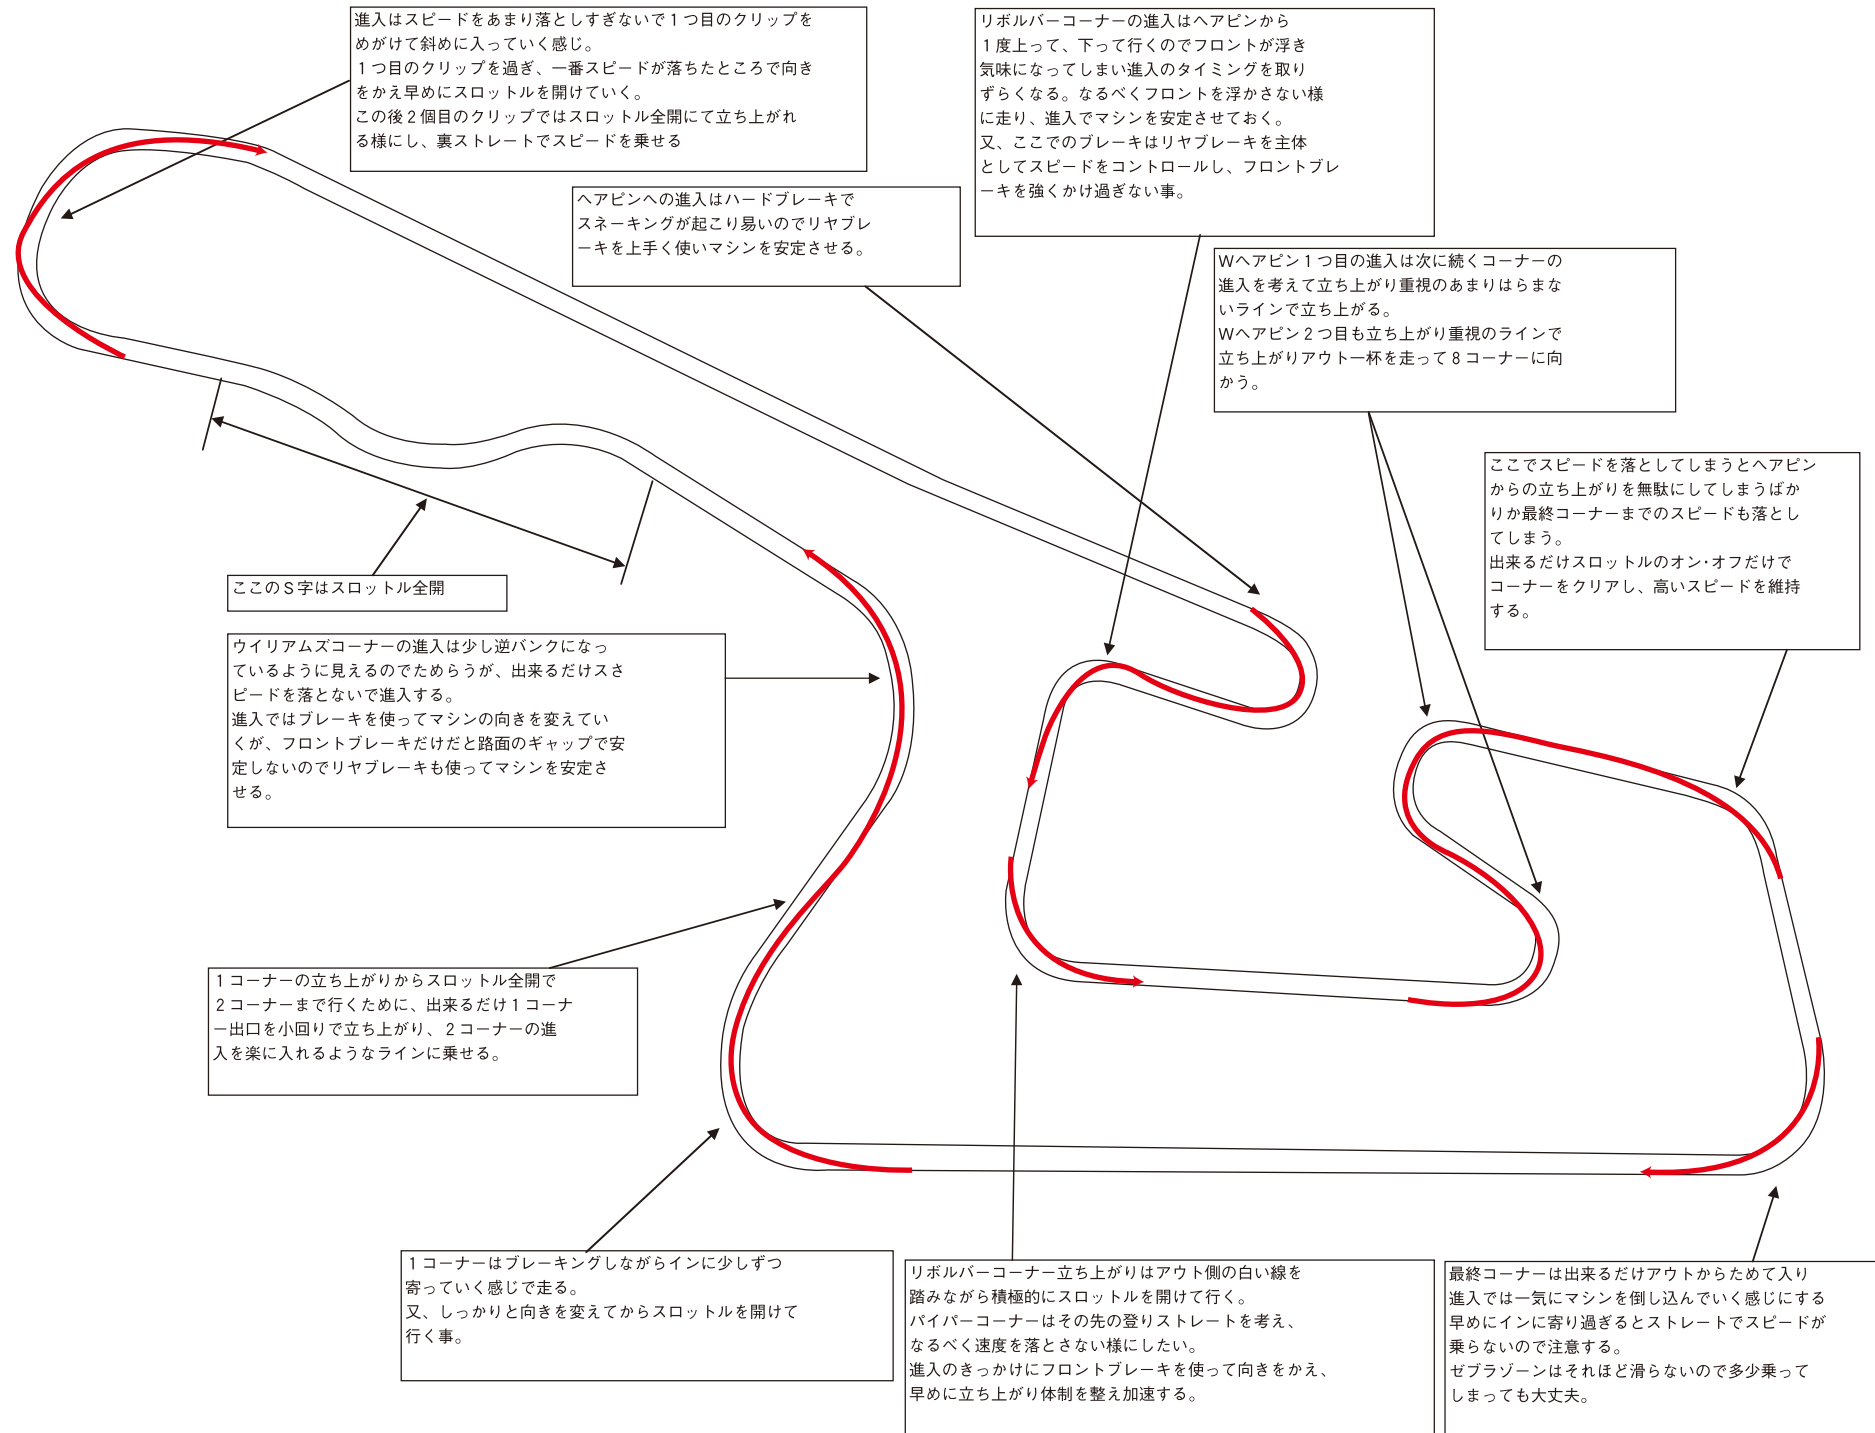 進入はスピードをあまり落としすぎないで１つ目のクリップを
めがけて斜めに入っていく感じ。
１つ目のクリップを過ぎ、一番スピードが落ちたところで向き
をかえ早めにスロットルを開けていく。
この後２個目のクリップではスロットル全開にて立ち上がれ
る様にし、裏ストレートでスピードを乗せる
リボルバーコーナーの進入はヘアピンから
１度上って、下って行くのでフロントが浮き
気味になってしまい進入のタイミングを取り
ずらくなる。なるべくフロントを浮かさない様
に走り、進入でマシンを安定させておく。
又、ここでのブレーキはリヤブレーキを主体
としてスピードをコントロールし、フロントブレ
ーキを強くかけ過ぎない事。
ヘアピンへの進入はハードブレーキで
スネーキングが起こり易いのでリヤブレ
ーキを上手く使いマシンを安定させる。
Ｗヘアピン１つ目の進入は次に続くコーナーの
進入を考えて立ち上がり重視のあまりはらまな
いラインで立ち上がる。
Ｗヘアピン２つ目も立ち上がり重視のラインで
立ち上がりアウト一杯を走って８コーナーに向
かう。
ここでスピードを落としてしまうとヘアピン
からの立ち上がりを無駄にしてしまうばか
りか最終コーナーまでのスピードも落とし
てしまう。
出来るだけスロットルのオン・オフだけで
コーナーをクリアし、高いスピードを維持
する。
ここのＳ字はスロットル全開
ウイリアムズコーナーの進入は少し逆バンクになっ
ているように見えるのでためらうが、出来るだけスさ
ピードを落とないで進入する。
進入ではブレーキを使ってマシンの向きを変えてい
くが、フロントブレーキだけだと路面のギャップで安
定しないのでリヤブレーキも使ってマシンを安定さ
せる。
１コーナーの立ち上がりからスロットル全開で
２コーナーまで行くために、出来るだけ１コーナ
ー出口を小回りで立ち上がり、２コーナーの進
入を楽に入れるようなラインに乗せる。
１コーナーはブレーキングしながらインに少しずつ
寄っていく感じで走る。
又、しっかりと向きを変えてからスロットルを開けて
行く事。
リボルバーコーナー立ち上がりはアウト側の白い線を
踏みながら積極的にスロットルを開けて行く。
パイパーコーナーはその先の登りストレートを考え、
なるべく速度を落とさない様にしたい。
進入のきっかけにフロントブレーキを使って向きをかえ、
早めに立ち上がり体制を整え加速する。
最終コーナーは出来るだけアウトからためて入り
進入では一気にマシンを倒し込んでいく感じにする
早めにインに寄り過ぎるとストレートでスピードが
乗らないので注意する。
ゼブラゾーンはそれほど滑らないので多少乗って
しまっても大丈夫。